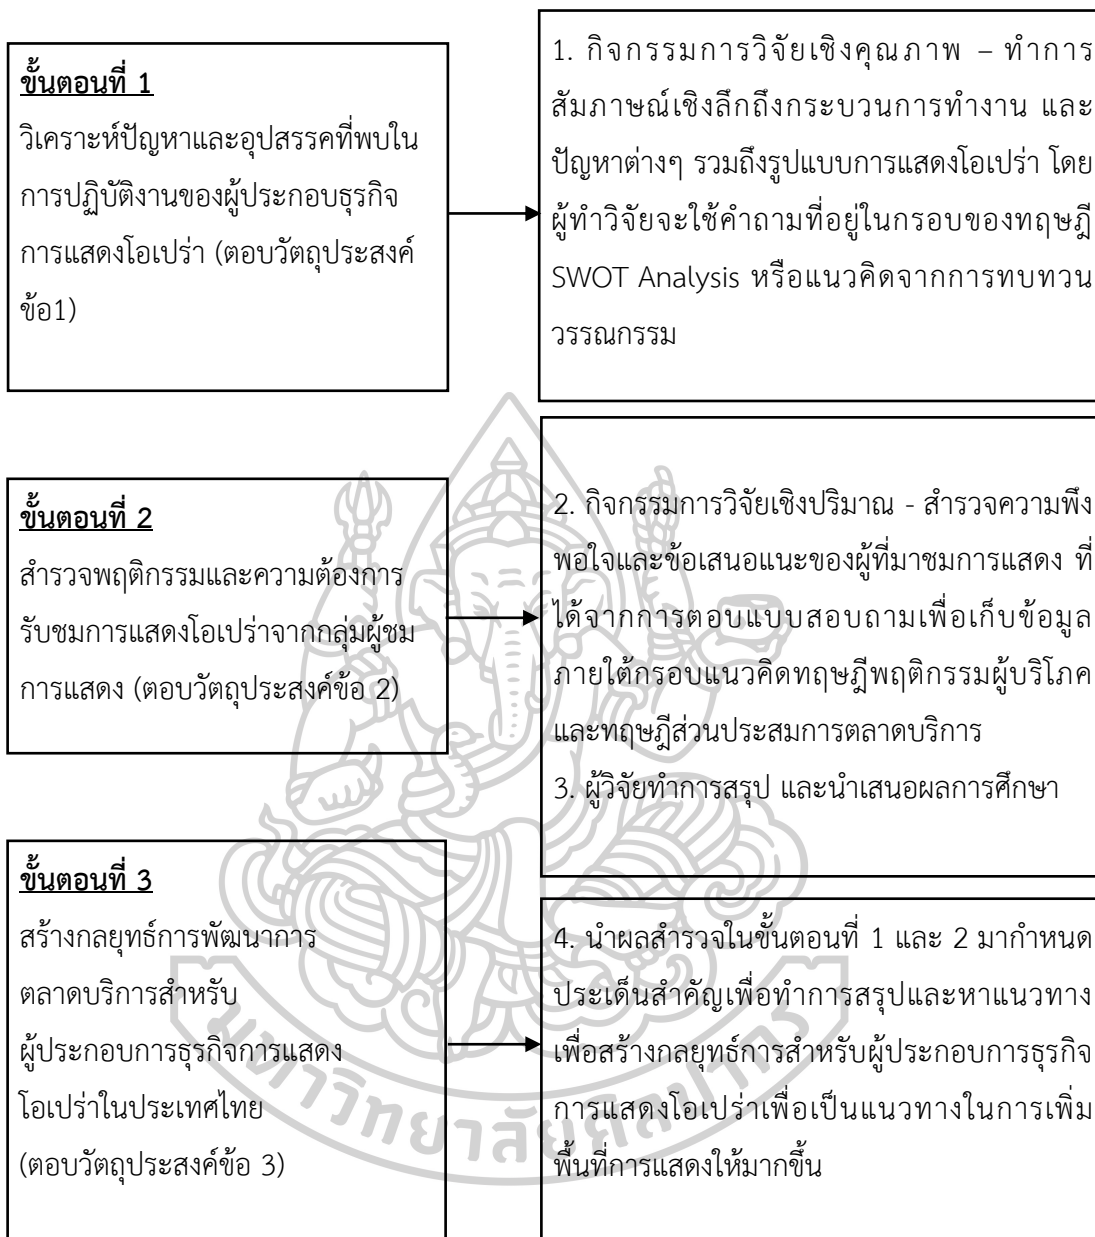 ขั้นตอนที่ 1
วิเคราะห์ปัญหาและอุปสรรคที่พบใน
การปฏิบัติงานของผู้ประกอบธุรกิจ
การแสดงโอเปร่า (ตอบวัตถุประสงค์
ข้อ1)
1. กิจกรรมการวิจัยเชิงคุณภาพ – ทำการ
สัมภาษณ์เชิงลึกถึงกระบวนการทำงาน และ
ปัญหาต่างๆ รวมถึงรูปแบบการแสดงโอเปร่า โดย
ผู้ทำวิจัยจะใช้คำถามที่อยู่ในกรอบของทฤษฎี
SWOT Analysis หรือแนวคิดจากการทบทวน
วรรณกรรม
ขั้นตอนที่ 2
สำรวจพฤติกรรมและความต้องการ
รับชมการแสดงโอเปร่าจากกลุ่มผู้ชม
การแสดง (ตอบวัตถุประสงค์ข้อ 2)
2. กิจกรรมการวิจัยเชิงปริมาณ - สำรวจความพึง
พอใจและข้อเสนอแนะของผู้ที่มาชมการแสดง ที่
ได้จากการตอบแบบสอบถามเพื่อเก็บข้อมูล
ภายใต้กรอบแนวคิดทฤษฎีพฤติกรรมผู้บริโภค
และทฤษฎีส่วนประสมการตลาดบริการ
3. ผู้วิจัยทำการสรุป และนำเสนอผลการศึกษา
ขั้นตอนที่ 3
สร้างกลยุทธ์การพัฒนาการ
ตลาดบริการสำหรับ
ผู้ประกอบการธุรกิจการแสดง
โอเปร่าในประเทศไทย
(ตอบวัตถุประสงค์ข้อ 3)
4. นำผลสำรวจในขั้นตอนที่ 1 และ 2 มากำหนด
ประเด็นสำคัญเพื่อทำการสรุปและหาแนวทาง
เพื่อสร้างกลยุทธ์การสำหรับผู้ประกอบการธุรกิจ
การแสดงโอเปร่าเพื่อเป็นแนวทางในการเพิ่ม
พื้นที่การแสดงให้มากขึ้น
มหาวิทยาลัยศิลปากร